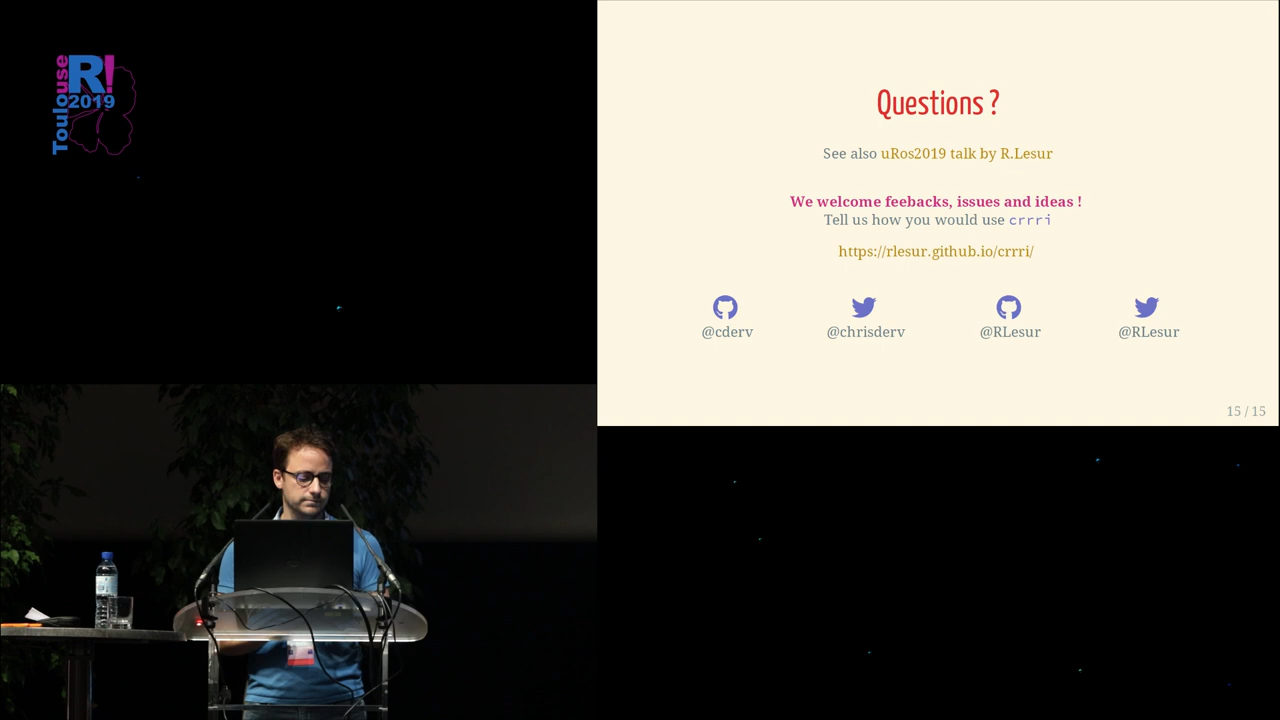 Toulouse
R!
2019
Questions ?
See also uRos2019 talk by R.Lesur
We welcome feebacks, issues and ideas !
Tell us how you would use crrri
https://rlesur.github.io/crrri/
@cderv
@chrisderv
@RLesur
@RLesur
15 / 15